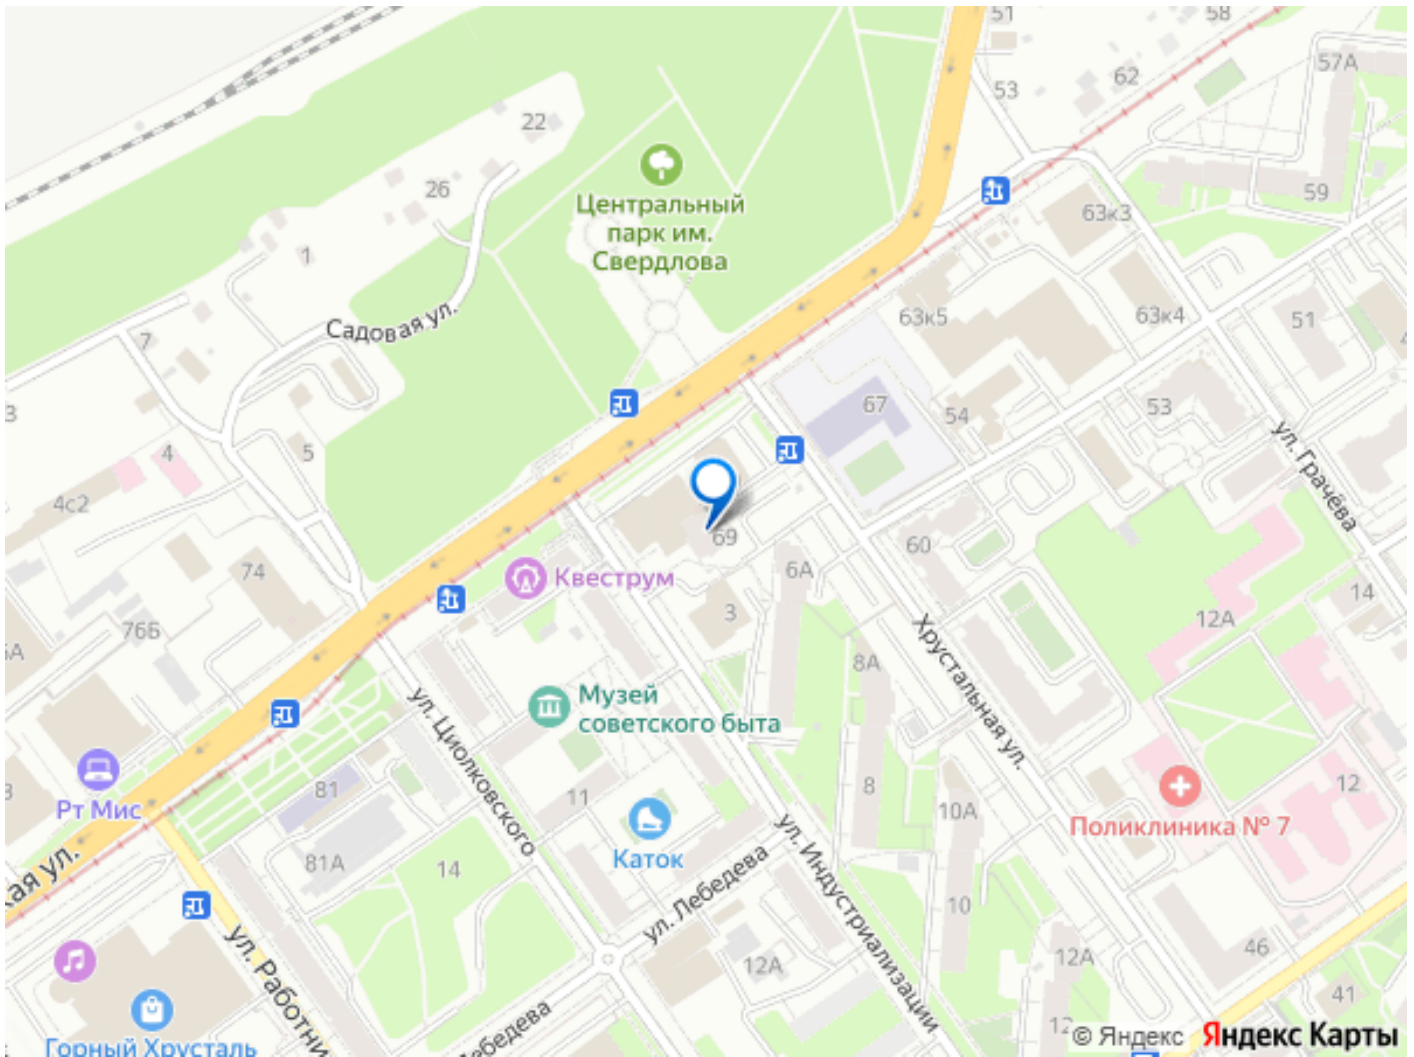 51
58
57А
53
62
22
26
Центральный
парк им.
Свердлова
59
63к3
1
Садовая ул.
7
63к5
63к4
51
3
4
5
4с2
67
54
53
ул. Грачёва
69
60
6А
74
76Б
Квеструм
3
14
12А
8А
Хрустальная ул.
Музей
советского быта
ул. Циолковского
Рт Мис
81
11
8
10А
Поликлиника № 7
12
81А
14
Каток
ул. Лебедева
ул. Индустриализации
10
кая ул.
ул. Работни
12А
12А
46
41
Горный Хрусталь
Лебедева
12
© Яндекс Яндекс Карты